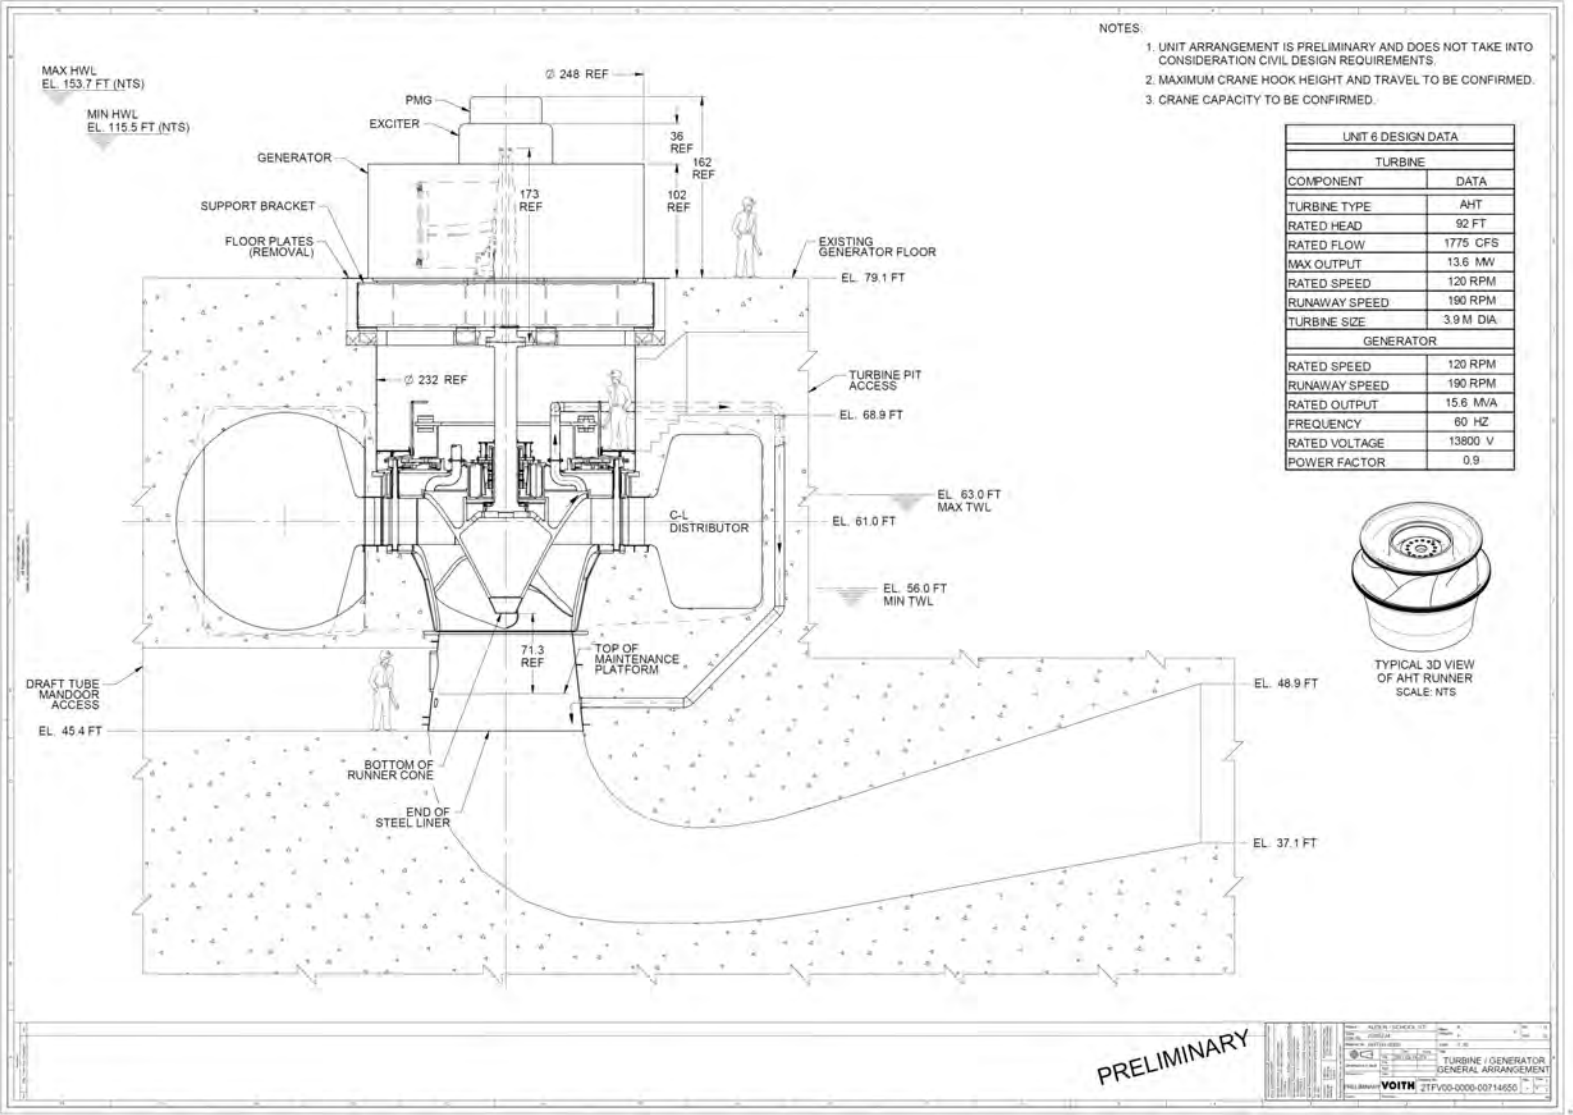 NOTES:
1. UNIT ARRANGEMENT IS PRELIMINARY AND DOES NOT TAKE INTO
CONSIDERATION CIVIL DESIGN REQUIREMENTS.
2. MAXIMUM CRANE HOOK HEIGHT AND TRAVEL TO BE CONFIRMED.
3. CRANE CAPACITY TO BE CONFIRMED.
MAX HWL
EL. 153.7 FT (NTS)
MIN HWL
EL. 115.5 FT (NTS)
Ø 248 REF
PMG
EXCITER
GENERATOR
SUPPORT BRACKET
FLOOR PLATES
(REMOVAL)
36
REF
162
REF
102
REF
173
REF
EXISTING
GENERATOR FLOOR
EL. 79.1 FT
Ø 232 REF
TURBINE PIT
ACCESS
EL. 68.9 FT
EL. 63.0 FT
MAX TWL
C-L
DISTRIBUTOR
EL. 61.0 FT
EL. 56.0 FT
MIN TWL
71.3
REF
TOP OF
MAINTENANCE
PLATFORM
DRAFT TUBE
MANDOOR
ACCESS
EL. 45.4 FT
BOTTOM OF
RUNNER CONE
END OF
STEEL LINER
EL. 48.9 FT
EL. 37.1 FT
UNIT 6 DESIGN DATA
TURBINE
COMPONENT DATA
TURBINE TYPE AHT
RATED HEAD 92 FT
RATED FLOW 1775 CFS
MAX OUTPUT 13.6 MW
RATED SPEED 120 RPM
RUNAWAY SPEED 190 RPM
TURBINE SIZE 3.9 M DIA
GENERATOR
RATED SPEED 120 RPM
RUNAWAY SPEED 190 RPM
RATED OUTPUT 15.6 MVA
FREQUENCY 60 HZ
RATED VOLTAGE 13800 V
POWER FACTOR 0.9
TYPICAL 3D VIEW
OF AHT RUNNER
SCALE: NTS
PRELIMINARY
TURBINE / GENERATOR
GENERAL ARRANGEMENT
PRELIMINARY VOITH 2TFV00-0000-00714650